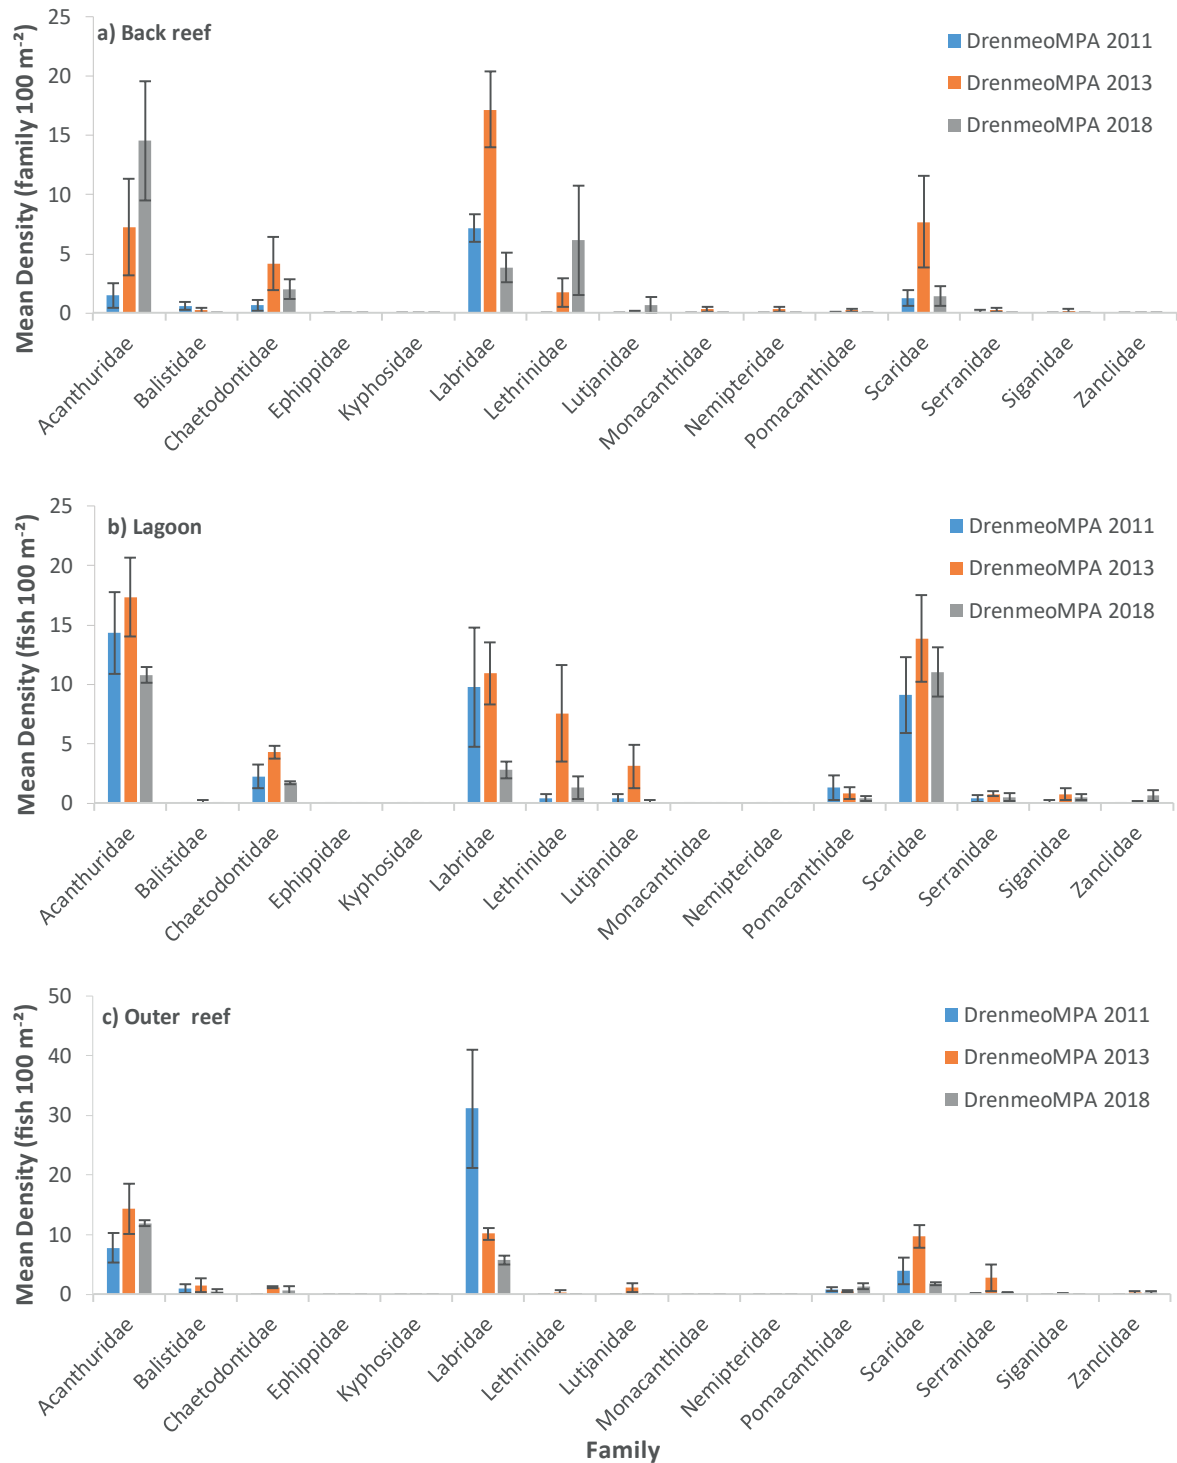 a) Back reef
Mean Density (family 100 m⁻²)
25
20
15
10
5
0
DrenmeoMPA 2011
DrenmeoMPA 2013
DrenmeoMPA 2018
Acanthuridae
Balistidae
Chaetodontidae
Ephippidae
Kyphosidae
Labridae
Lethrinidae
Lutjanidae
Monacanthidae
Nemipteridae
Pomacanthidae
Scaridae
Serranidae
Siganidae
Zanclidae
b) Lagoon
Mean Density (fish 100 m⁻²)
25
20
15
10
5
0
DrenmeoMPA 2011
DrenmeoMPA 2013
DrenmeoMPA 2018
Acanthuridae
Balistidae
Chaetodontidae
Ephippidae
Kyphosidae
Labridae
Lethrinidae
Lutjanidae
Monacanthidae
Nemipteridae
Pomacanthidae
Scaridae
Serranidae
Siganidae
Zanclidae
c) Outer reef
Mean Density (fish 100 m⁻²)
50
40
30
20
10
0
DrenmeoMPA 2011
DrenmeoMPA 2013
DrenmeoMPA 2018
Acanthuridae
Balistidae
Chaetodontidae
Ephippidae
Kyphosidae
Labridae
Lethrinidae
Lutjanidae
Monacanthidae
Nemipteridae
Pomacanthidae
Scaridae
Serranidae
Siganidae
Zanclidae
Family